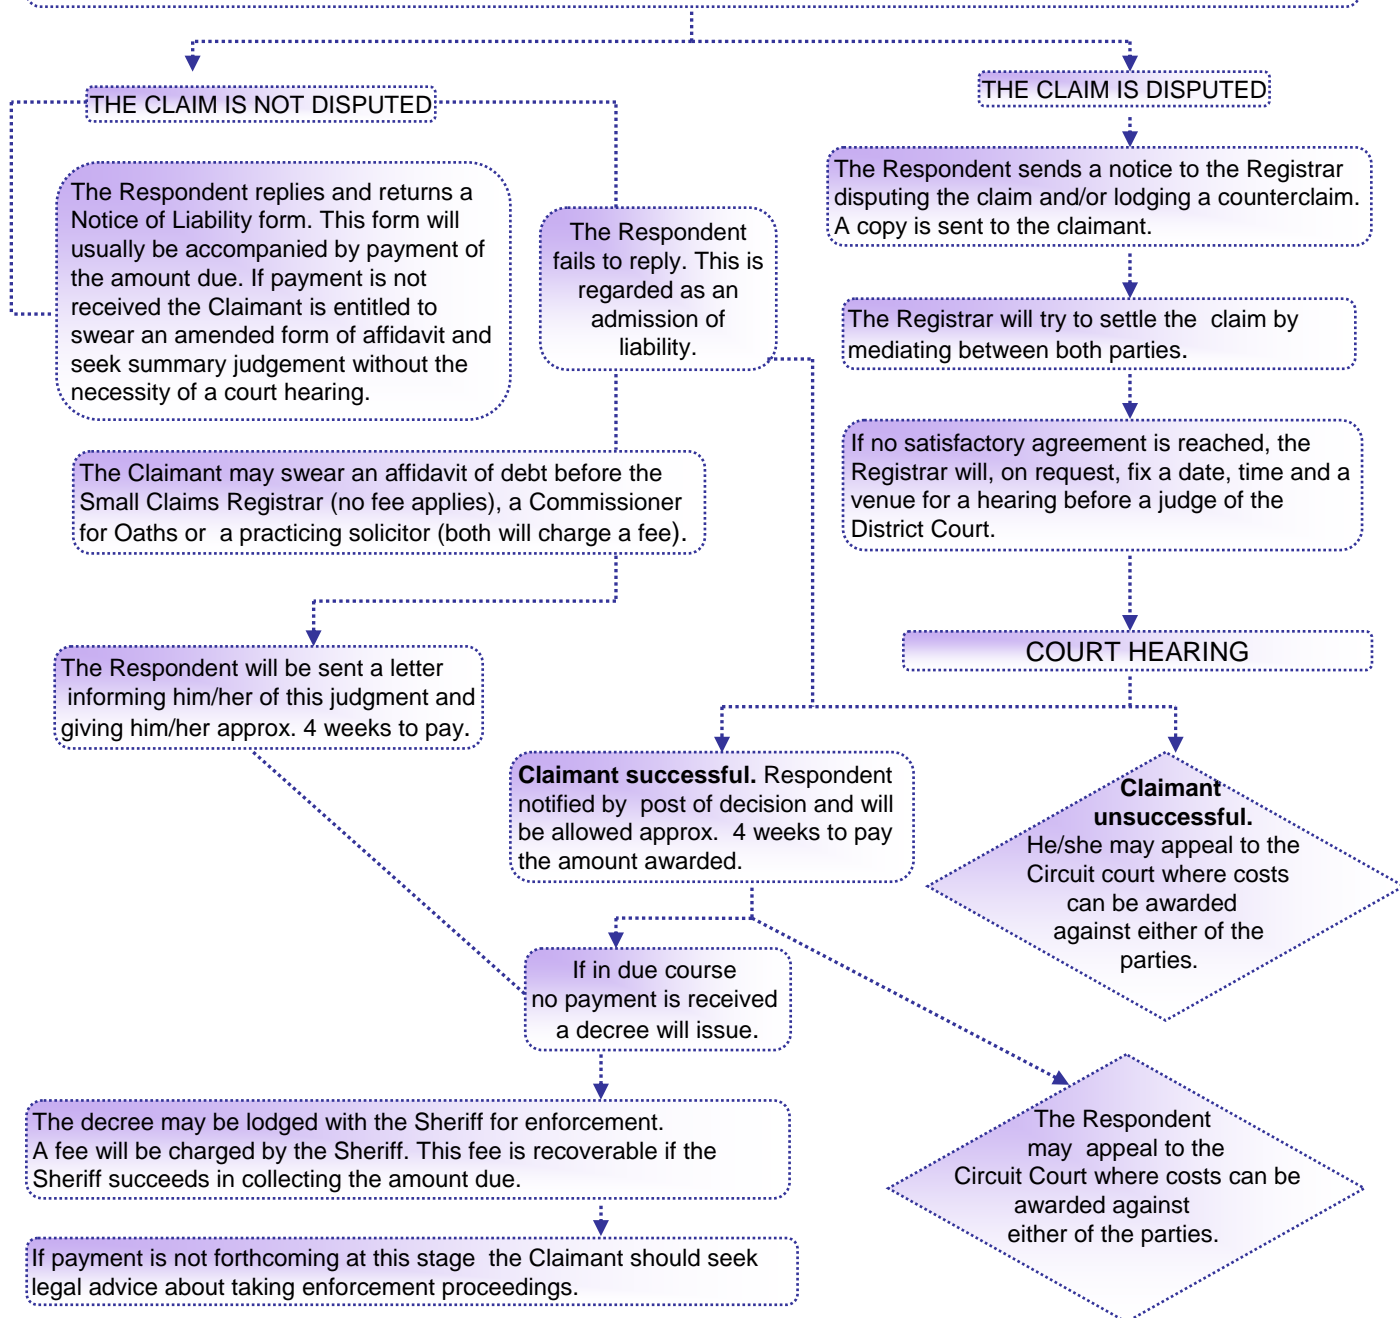 THE CLAIM IS NOT DISPUTED
The Respondent replies and returns a
Notice of Liability form. This form will
usually be accompanied by payment of
the amount due. If payment is not
received the Claimant is entitled to
swear an amended form of affidavit and
seek summary judgement without the
necessity of a court hearing.
The Respondent
fails to reply. This is
regarded as an
admission of
liability.
The Claimant may swear an affidavit of debt before the
Small Claims Registrar (no fee applies), a Commissioner
for Oaths or a practicing solicitor (both will charge a fee).
The Respondent will be sent a letter
informing him/her of this judgment and
giving him/her approx. 4 weeks to pay.
THE CLAIM IS DISPUTED
The Respondent sends a notice to the Registrar
disputing the claim and/or lodging a counterclaim.
A copy is sent to the claimant.
The Registrar will try to settle the claim by
mediating between both parties.
If no satisfactory agreement is reached, the
Registrar will, on request, fix a date, time and a
venue for a hearing before a judge of the
District Court.
COURT HEARING
Claimant successful. Respondent
notified by post of decision and will
be allowed approx. 4 weeks to pay
the amount awarded.
Claimant
unsuccessful.
He/she may appeal to the
Circuit court where costs
can be awarded
against either of the
parties.
If in due course
no payment is received
a decree will issue.
The decree may be lodged with the Sheriff for enforcement.
A fee will be charged by the Sheriff. This fee is recoverable if the
Sheriff succeeds in collecting the amount due.
If payment is not forthcoming at this stage the Claimant should seek
legal advice about taking enforcement proceedings.
The Respondent
may appeal to the
Circuit Court where costs can be
awarded against
either of the parties.